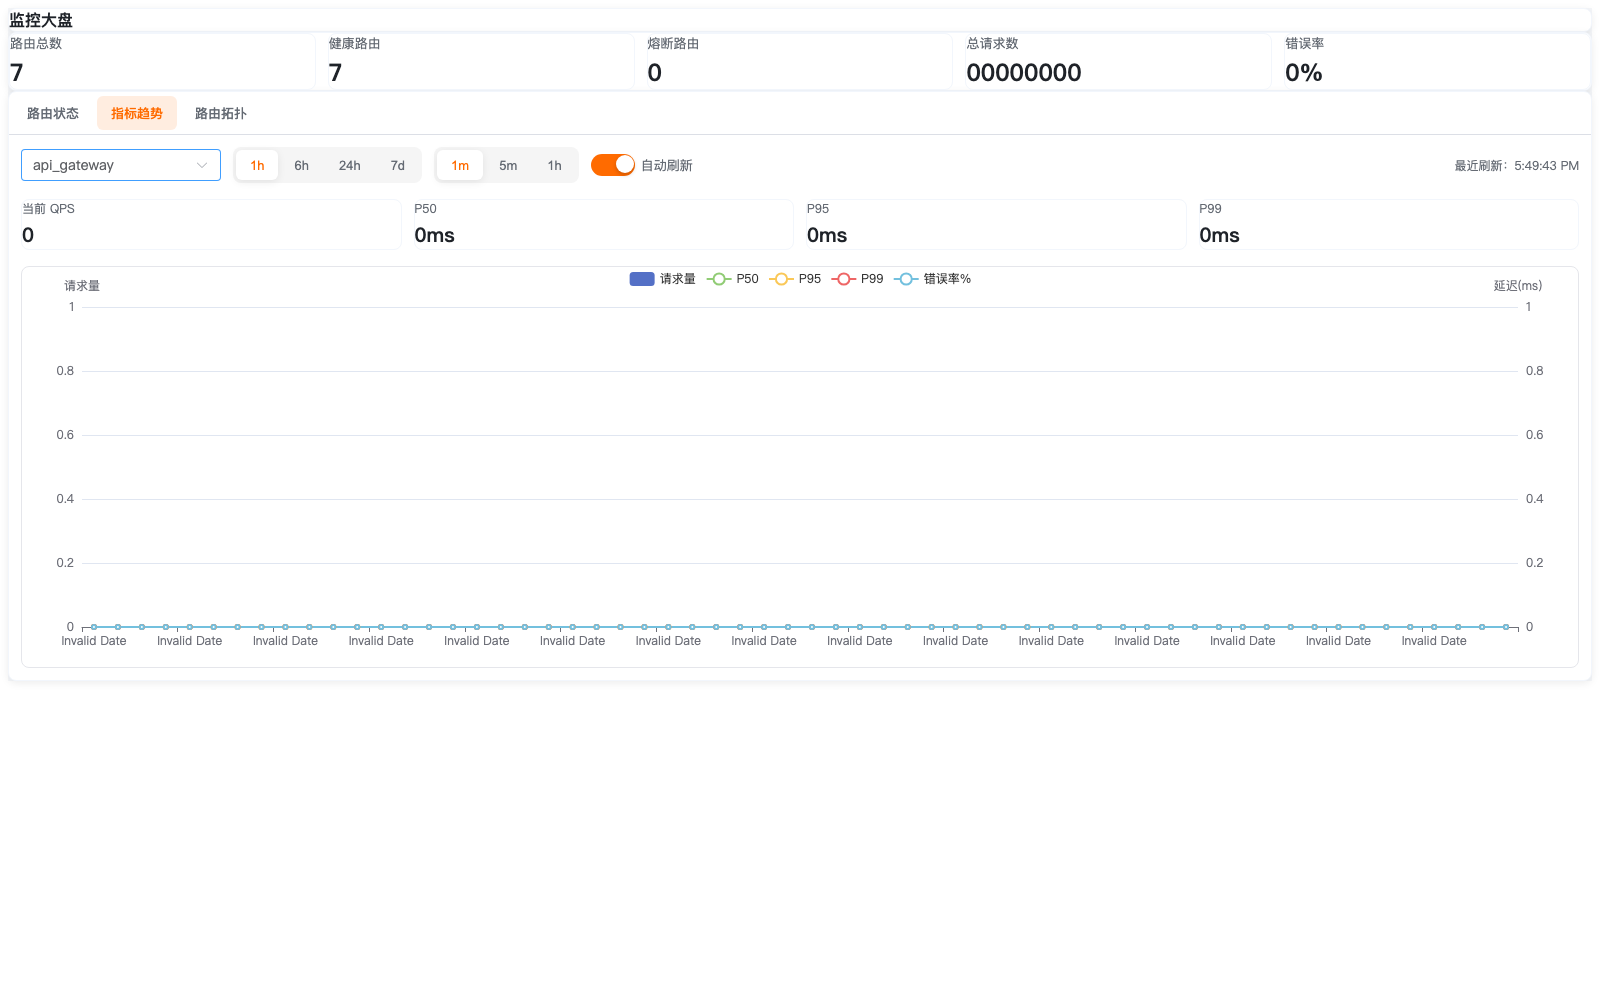 监控大盘
路由总数 健康路由 熔断路由 总请求数 错误率
7 7 0 00000000 0%
路由状态 指标趋势 路由拓扑
api_gateway 1h 6h 24h 7d 1m 5m 1h 自动刷新 最近刷新：5:49:43 PM
当前 QPS P50 P95 P99
0 0ms 0ms 0ms
请求量 P50 P95 P99 错误率%
请求量 延迟(ms)
1 1
0.8 0.8
0.6 0.6
0.4 0.4
0.2 0.2
0 0
Invalid Date Invalid Date Invalid Date Invalid Date Invalid Date Invalid Date Invalid Date Invalid Date Invalid Date Invalid Date Invalid Date Invalid Date Invalid Date Invalid Date Invalid Date